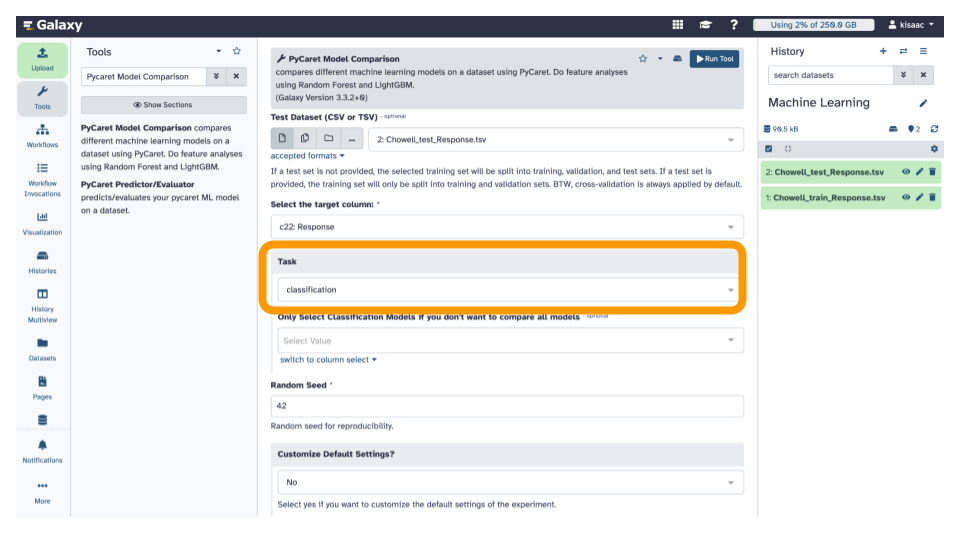 Galaxy
?
Using 2% of 250.0 GB
kisaac
Upload
Tools
Workflows
Workflow
Invocations
Visualization
Histories
History
Multiview
Datasets
Pages
Notifications
More
Tools
Pycaret Model Comparison
Show Sections
PyCaret Model Comparison compares
different machine learning models on a
dataset using PyCaret. Do feature analyses
using Random Forest and LightGBM.
PyCaret Predictor/Evaluator
predicts/evaluates your pycaret ML model
on a dataset.
PyCaret Model Comparison
Run Tool
compares different machine learning models on a dataset using PyCaret. Do feature analyses
using Random Forest and LightGBM.
(Galaxy Version 3.3.2+0)
Test Dataset (CSV or TSV) - optional
...
2: Chowell_test_Response.tsv
accepted formats
If a test set is not provided, the selected training set will be split into training, validation, and test sets. If a test set is
provided, the training set will only be split into training and validation sets. BTW, cross-validation is always applied by default.
Select the target column: *
c22: Response
Task
classification
Only Select Classification Models if you don't want to compare all models - optional
Select Value
switch to column select
Random Seed *
42
Random seed for reproducibility.
Customize Default Settings?
No
Select yes if you want to customize the default settings of the experiment.
History
search datasets
Machine Learning
90.5 kB
2
2: Chowell_test_Response.tsv
1: Chowell_train_Response.tsv